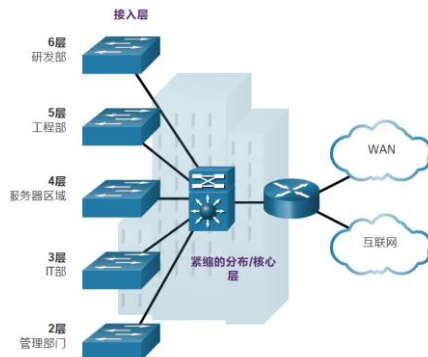 接入层
6层
研发部
5层
工程部
4层
服务器区域
3层
IT部
2层
管理部门
紧缩的分布/核心
层
WAN
互联网